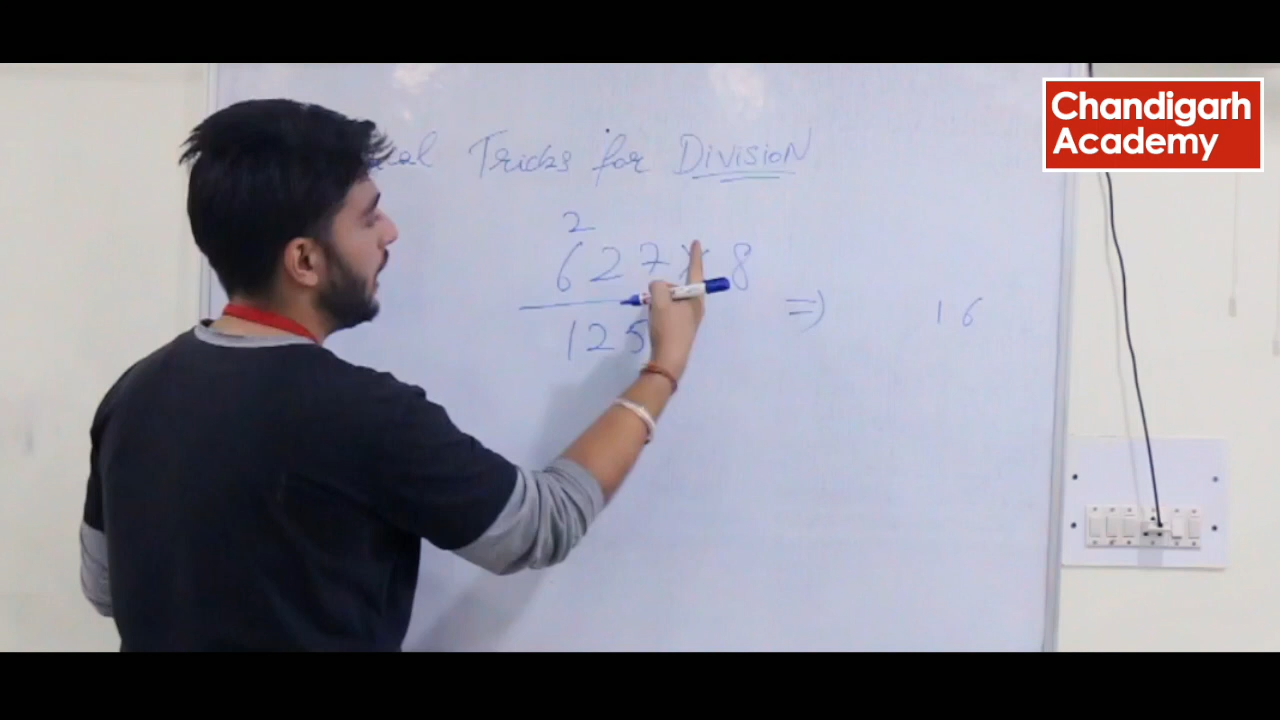 Chandigarh
Academy
Tricks for DIVISION
2
627 × 8
125
=) 16